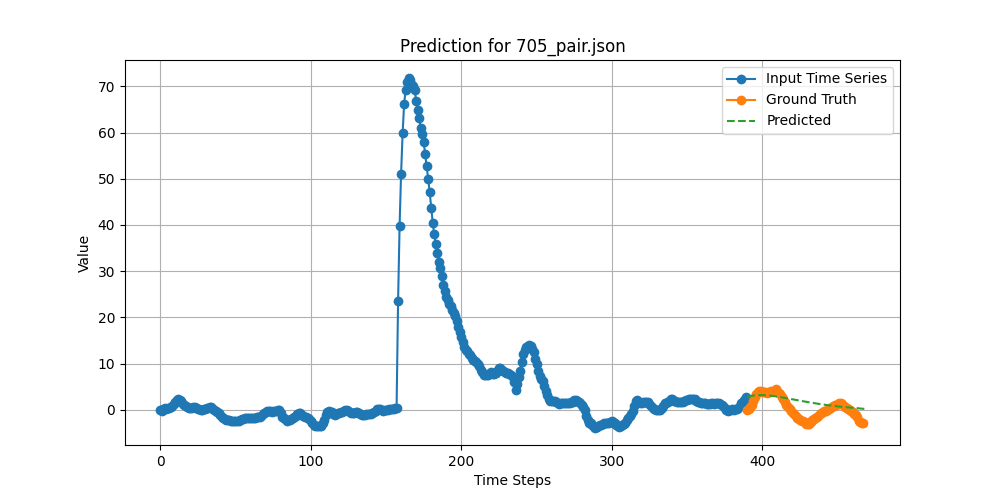 Prediction for 705_pair.json
Input Time Series
Ground Truth
Predicted
70
60
50
40
30
20
10
0
Value
0 100 200 300 400
Time Steps